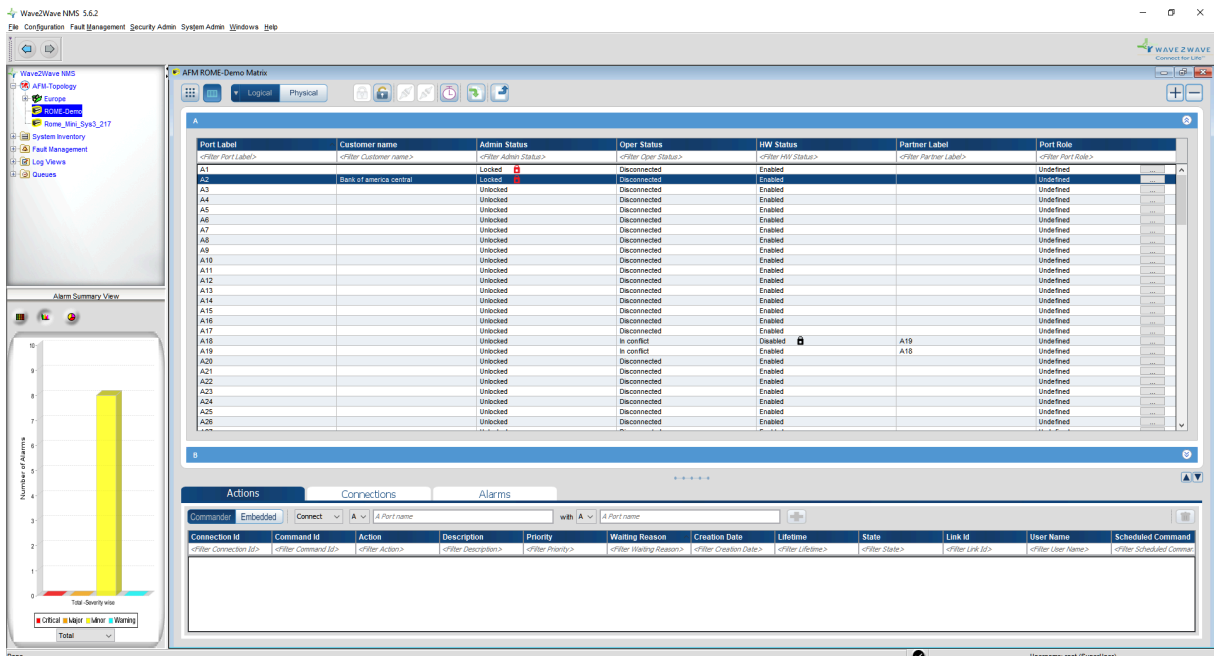 Wave2Wave NMS 5.6.2
File Configuration Fault Management Security Admin System Admin Windows Help
WAVE 2 WAVE
Connect for Life™
Wave2Wave NMS
AFM-Topology
Europe
ROME-Demo
Rome_Mini_Sys3_217
System Inventory
Fault Management
Log Views
Queues
AFM ROME-Demo Matrix
Logical Physical
A
Port Label Customer name Admin Status Oper Status HW Status Partner Label Port Role
<Filter Port Label> <Filter Customer name> <Filter Admin Status> <Filter Oper Status> <Filter HW Status> <Filter Partner Label> <Filter Port Role>
A1 Locked Disconnected Enabled Undefined ...
A2 Bank of america central Locked Disconnected Enabled Undefined ...
A3 Unlocked Disconnected Enabled Undefined ...
A4 Unlocked Disconnected Enabled Undefined ...
A5 Unlocked Disconnected Enabled Undefined ...
A6 Unlocked Disconnected Enabled Undefined ...
A7 Unlocked Disconnected Enabled Undefined ...
A8 Unlocked Disconnected Enabled Undefined ...
A9 Unlocked Disconnected Enabled Undefined ...
A10 Unlocked Disconnected Enabled Undefined ...
A11 Unlocked Disconnected Enabled Undefined ...
A12 Unlocked Disconnected Enabled Undefined ...
A13 Unlocked Disconnected Enabled Undefined ...
A14 Unlocked Disconnected Enabled Undefined ...
A15 Unlocked Disconnected Enabled Undefined ...
A16 Unlocked Disconnected Enabled Undefined ...
A17 Unlocked Disconnected Enabled Undefined ...
A18 Unlocked In conflict Disabled A19 Undefined ...
A19 Unlocked In conflict Enabled A18 Undefined ...
A20 Unlocked Disconnected Enabled Undefined ...
A21 Unlocked Disconnected Enabled Undefined ...
A22 Unlocked Disconnected Enabled Undefined ...
A23 Unlocked Disconnected Enabled Undefined ...
A24 Unlocked Disconnected Enabled Undefined ...
A25 Unlocked Disconnected Enabled Undefined ...
A26 Unlocked Disconnected Enabled Undefined ...
B
Alarm Summary View
Number of Alarms
10
9
8
7
6
5
4
3
2
1
0
Total -Severity wise
Critical Major Minor Warning
Total
Actions Connections Alarms
Commander Embedded Connect A A Port name with A A Port name
Connection Id Command Id Action Description Priority Waiting Reason Creation Date Lifetime State Link Id User Name Scheduled Command
<Filter Connection Id> <Filter Command Id> <Filter Action> <Filter Description> <Filter Priority> <Filter Waiting Reason> <Filter Creation Date> <Filter Lifetime> <Filter State> <Filter Link Id> <Filter User Name> <Filter Scheduled Comman